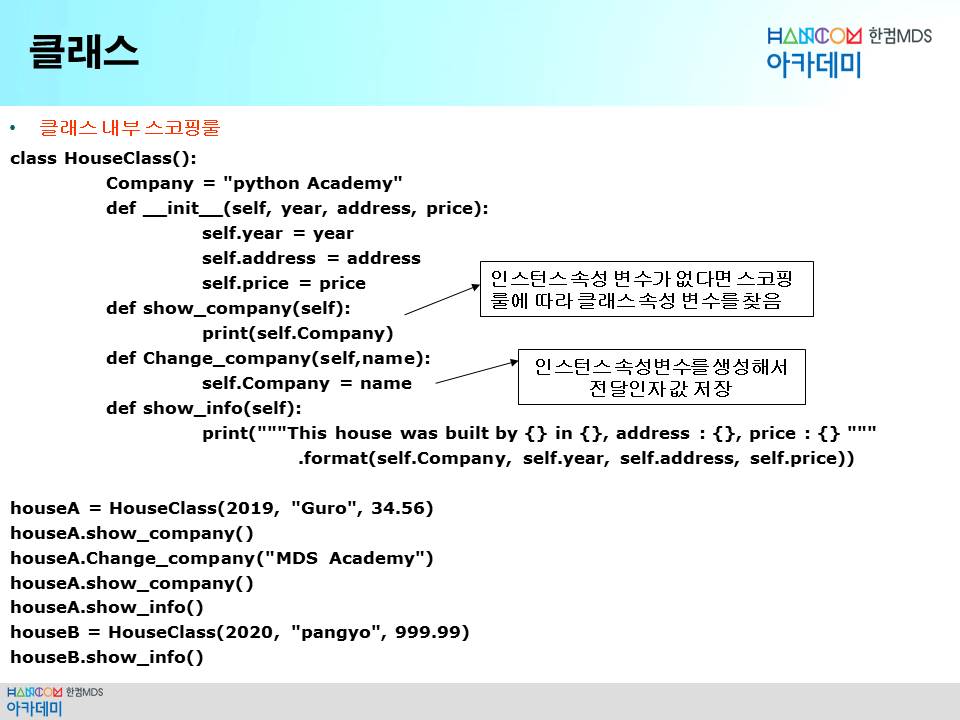 클래스
HANCOM 한컴MDS
아카데미
• 클래스 내부 스코핑룰
class HouseClass():
Company = "python Academy"
def __init__(self, year, address, price):
self.year = year
self.address = address
self.price = price
인스턴스 속성 변수가 없다면 스코핑
룰에 따라 클래스 속성 변수를 찾음
def show_company(self):
print(self.Company)
def Change_company(self,name):
self.Company = name
인스턴스 속성변수를 생성해서
전달인자 값 저장
def show_info(self):
print("""This house was built by {} in {}, address : {}, price : {} """
.format(self.Company, self.year, self.address, self.price))
houseA = HouseClass(2019, "Guro", 34.56)
houseA.show_company()
houseA.Change_company("MDS Academy")
houseA.show_company()
houseA.show_info()
houseB = HouseClass(2020, "pangyo", 999.99)
houseB.show_info()
HANCOM 한컴MDS
아카데미